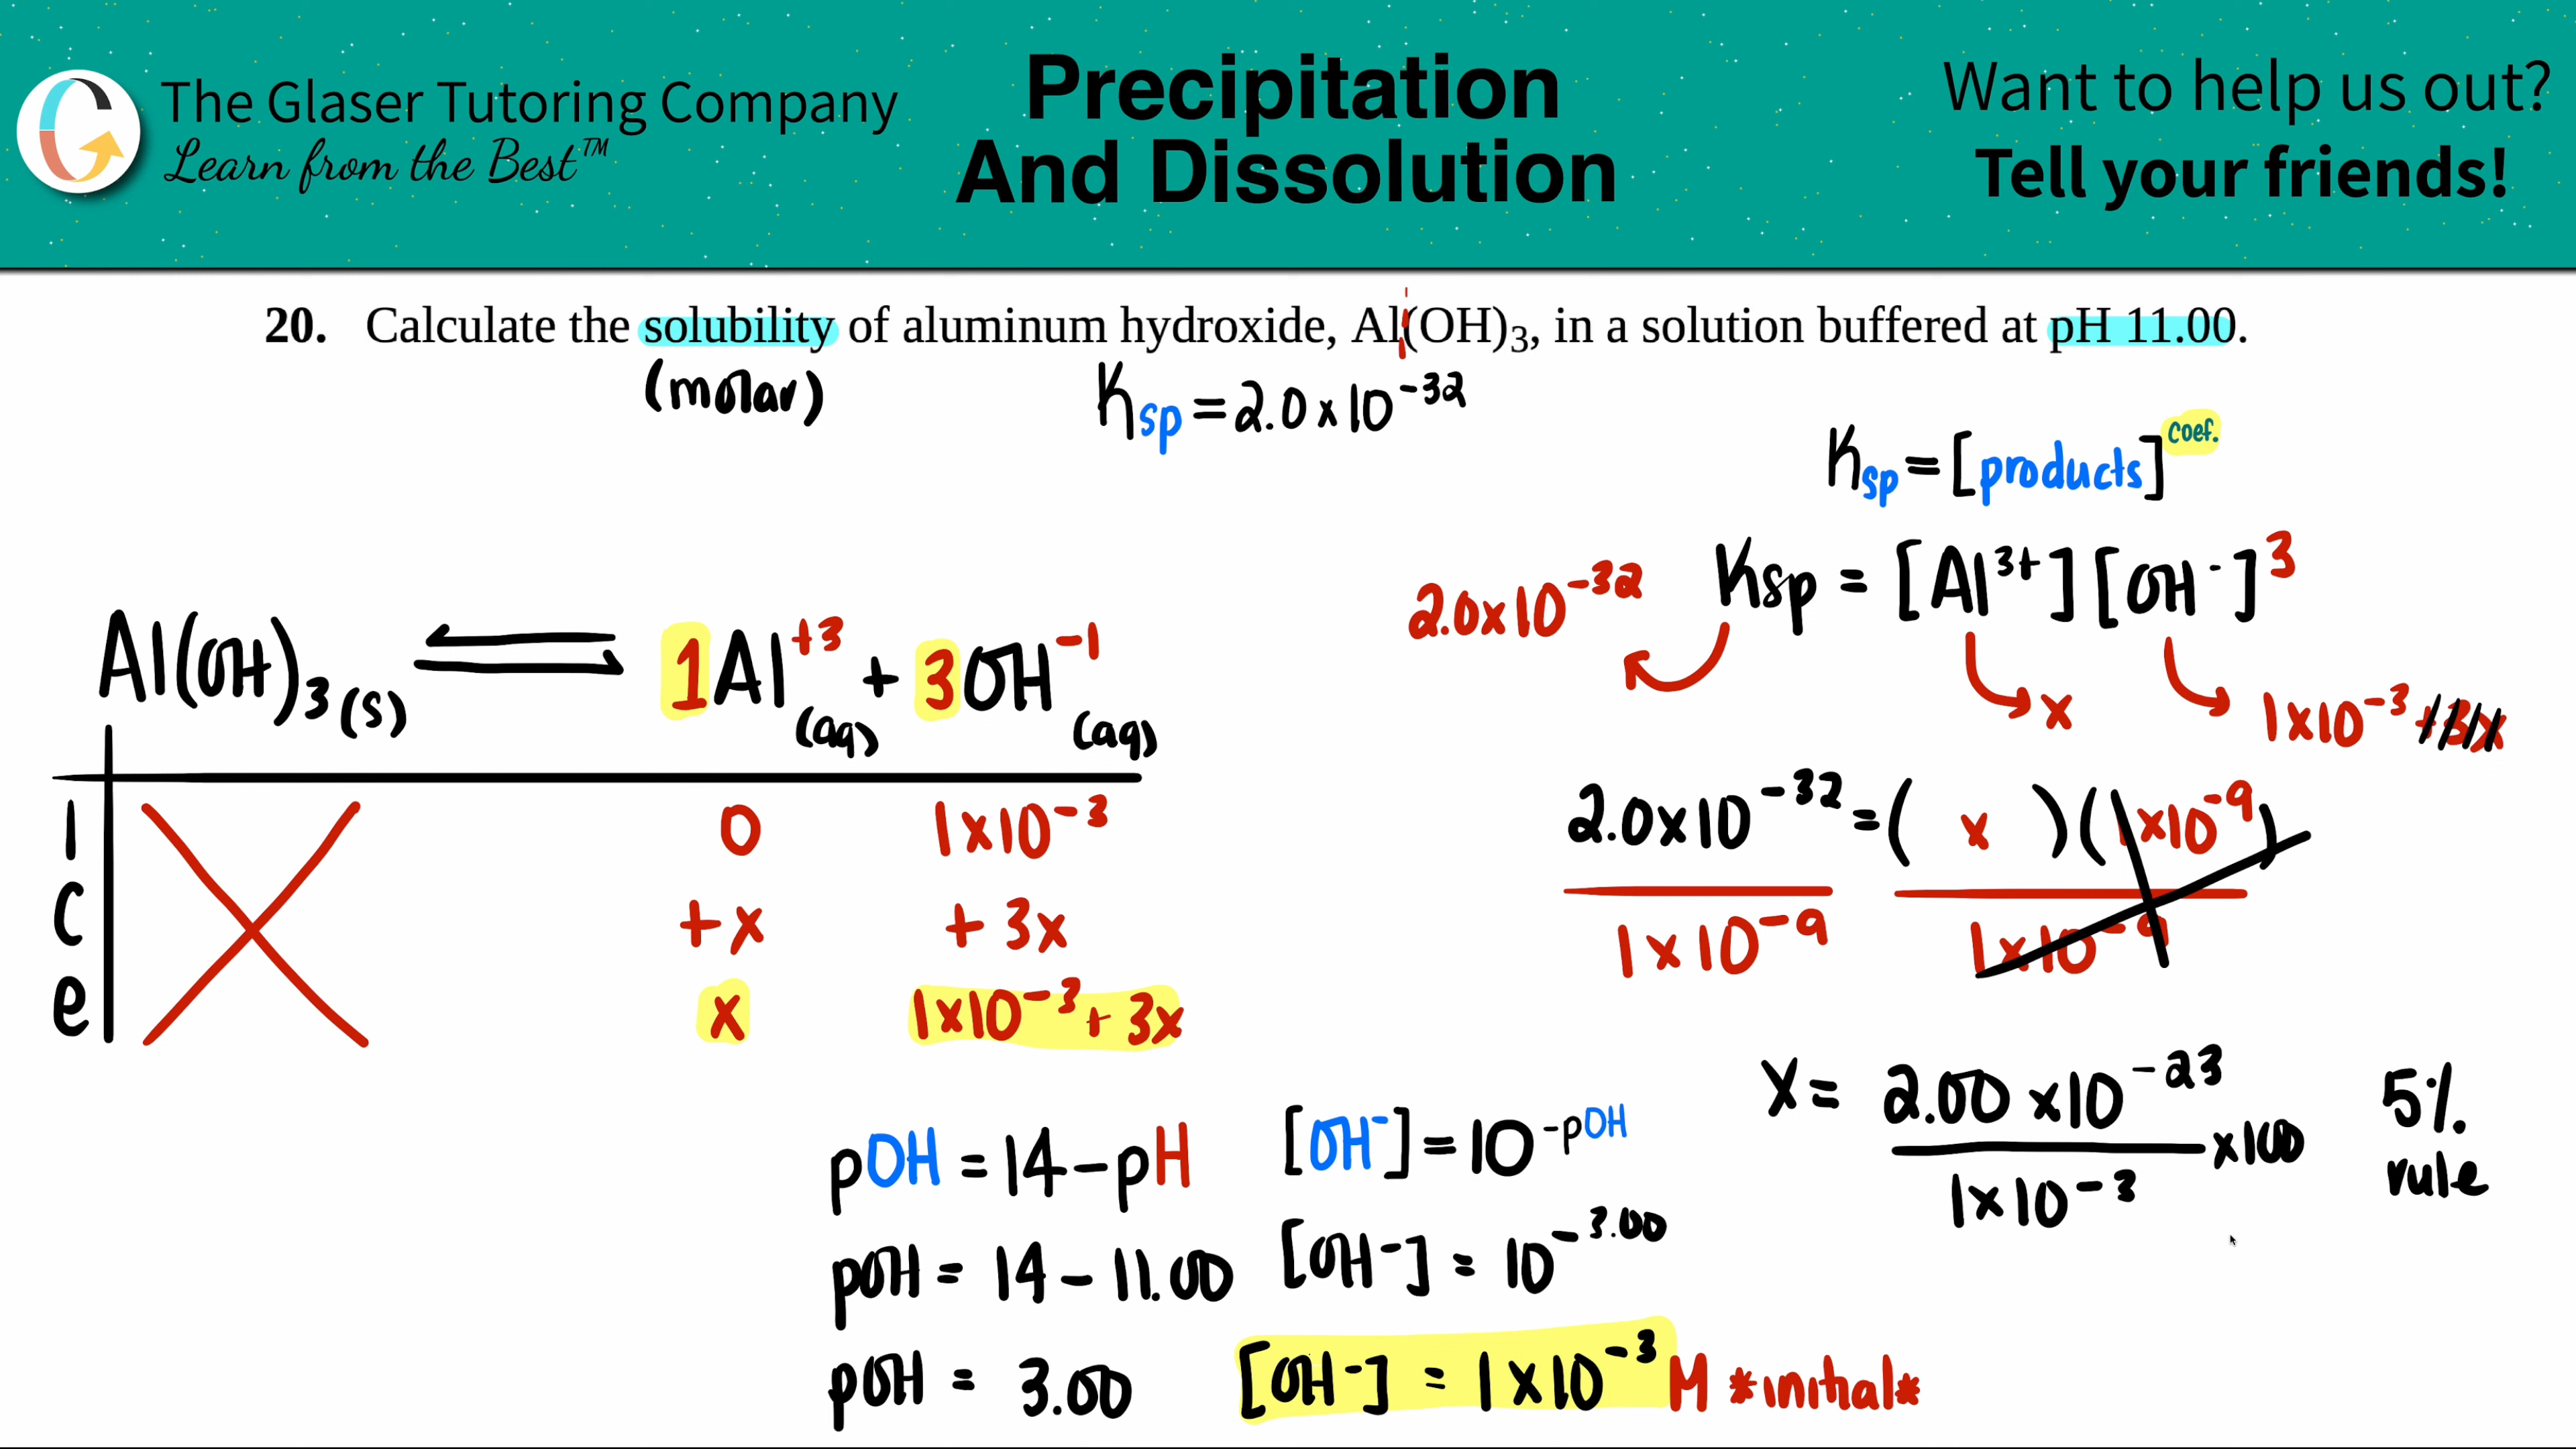 The Glaser Tutoring Company
Learn from the Best™
Precipitation
And Dissolution
Want to help us out?
Tell your friends!
20. Calculate the solubility of aluminum hydroxide, Al(OH)₃, in a solution buffered at pH 11.00.
(molar)
Ksp = 2.0 x 10⁻³²
Ksp = [products]^coef.
2.0x10⁻³²
Ksp = [Al³⁺][OH⁻]³
x
1x10⁻³ + 3x
Al(OH)₃(s) ⇌ 1Al⁺³(aq) + 3OH⁻¹(aq)
I 0 1x10⁻³
C +x + 3x
e x 1x10⁻³ + 3x
2.0x10⁻³² = ( x )(1x10⁻⁹)
1x10⁻⁹ 1x10⁻⁹
X = 2.00 x10⁻²³
1x10⁻³
x100
5%
rule
pOH = 14 - pH
pOH = 14 - 11.00
pOH = 3.00
[OH⁻] = 10^-pOH
[OH⁻] = 10⁻³·⁰⁰
[OH⁻] = 1x10⁻³ M *initial*